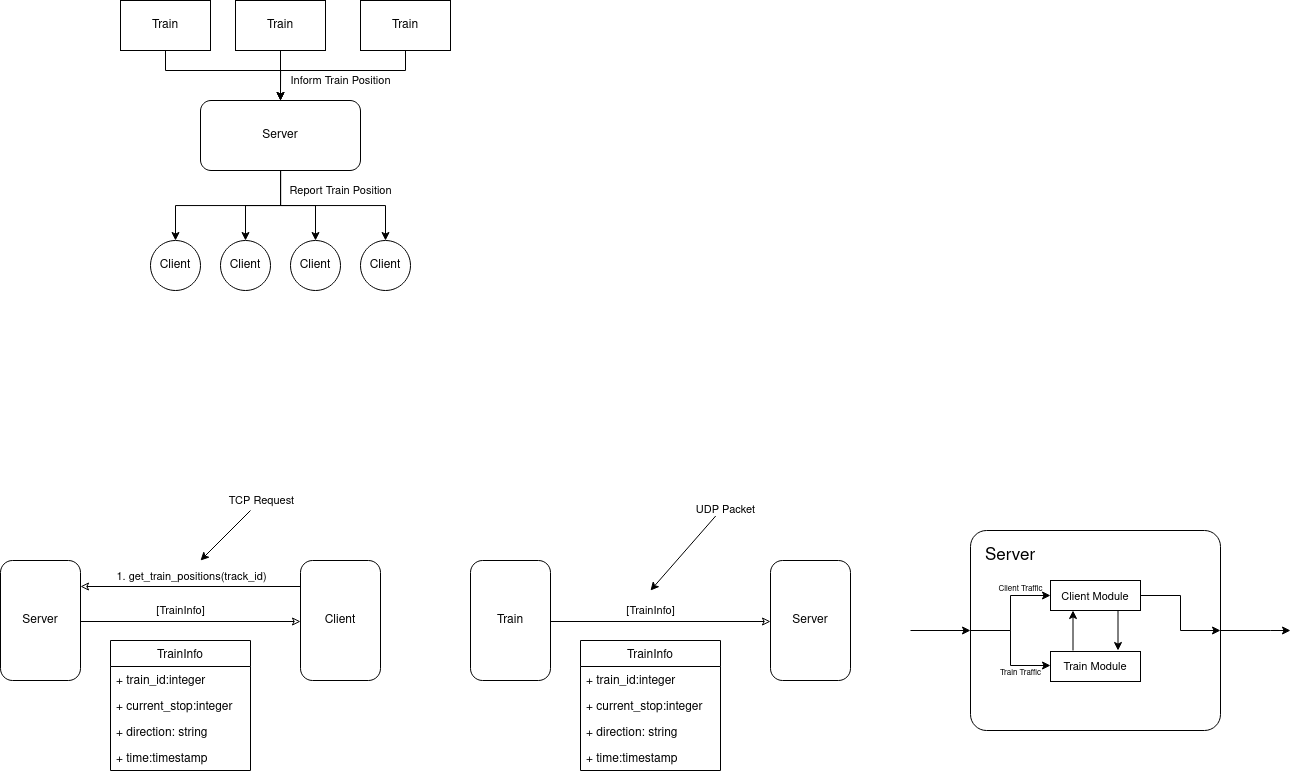 Train
Train
Train
Inform Train Position
Server
Report Train Position
Client
Client
Client
Client
TCP Request
Server
1. get_train_positions(track_id)
[TrainInfo]
Client
TrainInfo
+ train_id:integer
+ current_stop:integer
+ direction: string
+ time:timestamp
UDP Packet
Train
[TrainInfo]
Server
TrainInfo
+ train_id:integer
+ current_stop:integer
+ direction: string
+ time:timestamp
Server
Client Traffic
Client Module
Train Module
Train Traffic